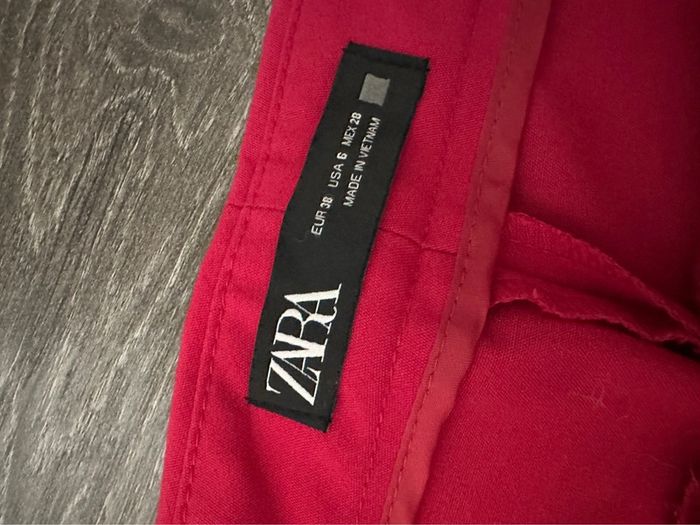 ZARA
EUR 38 USA 6 MEX 28
MADE IN VIETNAM